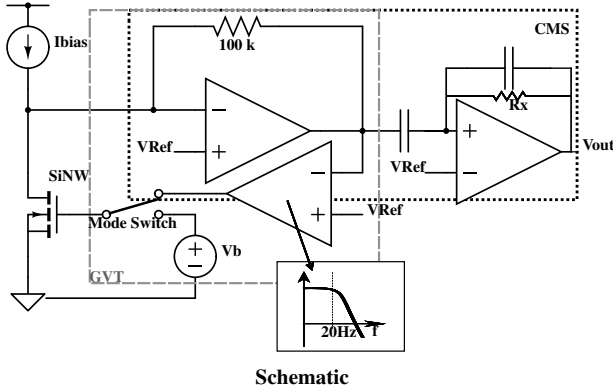 Ibias
100 k
CMS
Rx
−
+
VRef
+
−
VRef
Vout
SiNW
−
+
VRef
Mode Switch
+
−
Vb
GVT
20Hz
f
Schematic